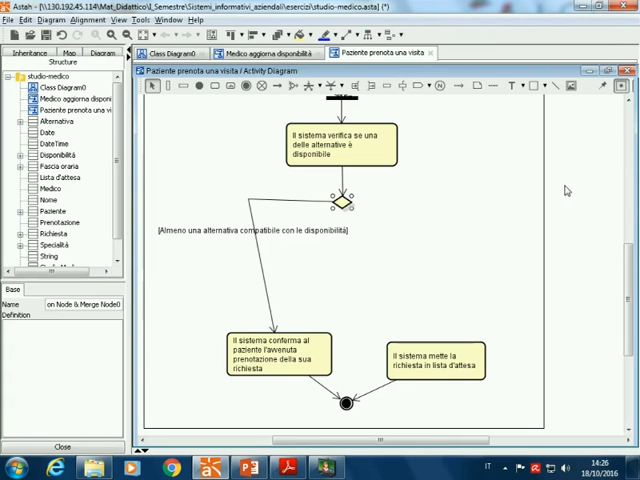 Astah - [\\130.192.45.114\Mat_Didattico\I_Semestre\Sistemi_informativi_aziendali\esercizi\studio-medico.asta] (*)
File Edit Diagram Alignment View Tools Window Help
Inheritance Map Diagram
Class Diagram0
Medico aggiorna disponibilità
Paziente prenota una visita
Paziente prenota una visita / Activity Diagram
studio-medico
Class Diagram0
Medico aggiorna disponi
Paziente prenota una vi
Alternativa
Date
DateTime
Disponibilità
Fascia oraria
Lista d'attesa
Medico
Nome
Paziente
Prenotazione
Richiesta
Specialità
String
Base
Name
on Node & Merge Node0
Definition
Close
Il sistema verifica se una
delle alternative è
disponibile
[Almeno una alternativa compatibile con le disponibilità]
Il sistema conferma al
paziente l'avvenuta
prenotazione della sua
richiesta
Il sistema mette la
richiesta in lista d'attesa
IT
14:26
18/10/2016